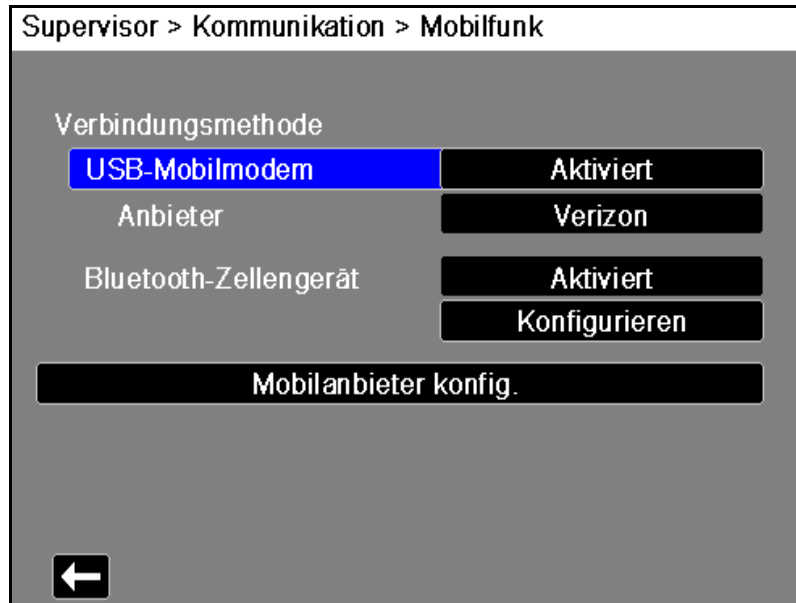 Supervisor > Kommunikation > Mobilfunk
Verbindungsmethode
USB-Mobilmodem Aktiviert
Anbieter Verizon
Bluetooth-Zellengerät Aktiviert
Konfigurieren
Mobilanbieter konfig.